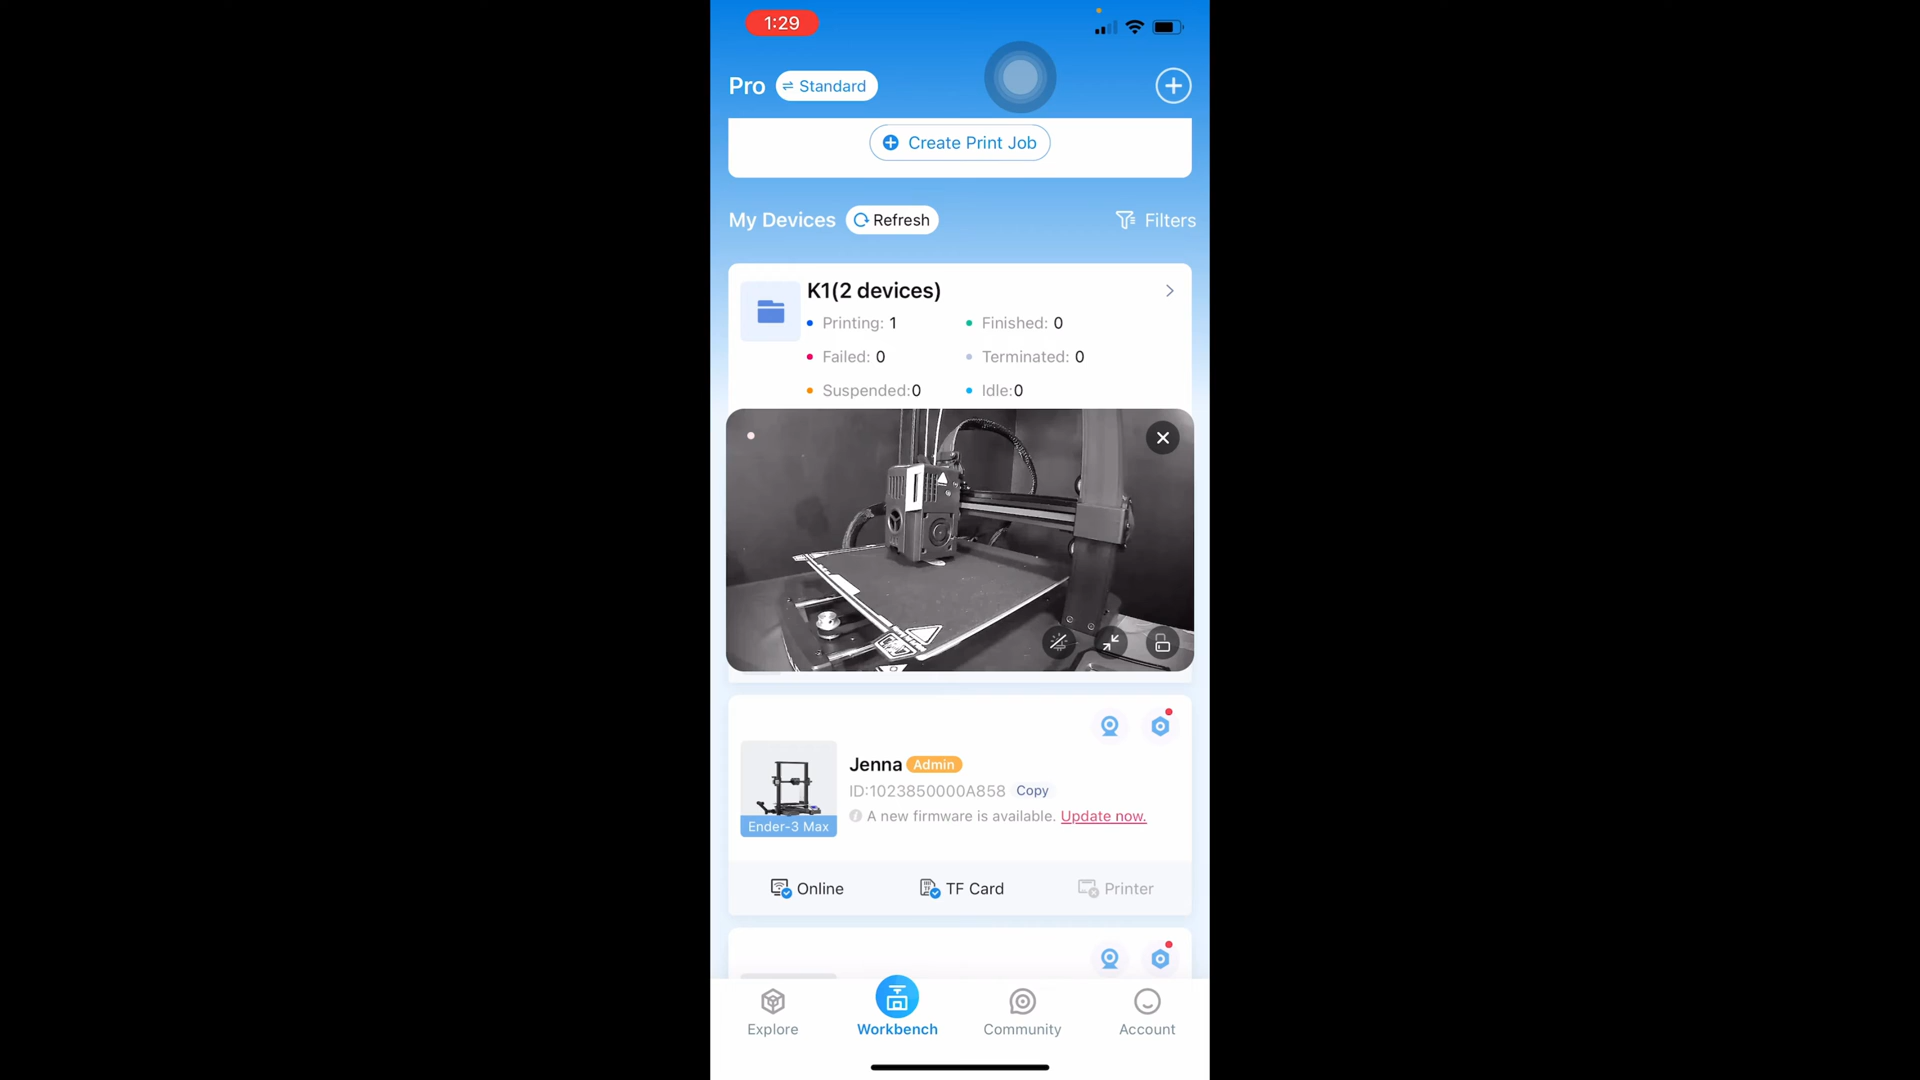 1:29
Pro Standard
Create Print Job
My Devices Refresh Filters
K1(2 devices)
Printing: 1 Finished: 0
Failed: 0 Terminated: 0
Suspended:0 Idle:0
Jenna Admin
ID:1023850000A858 Copy
A new firmware is available. Update now.
Ender-3 Max
Online TF Card Printer
Explore Workbench Community Account